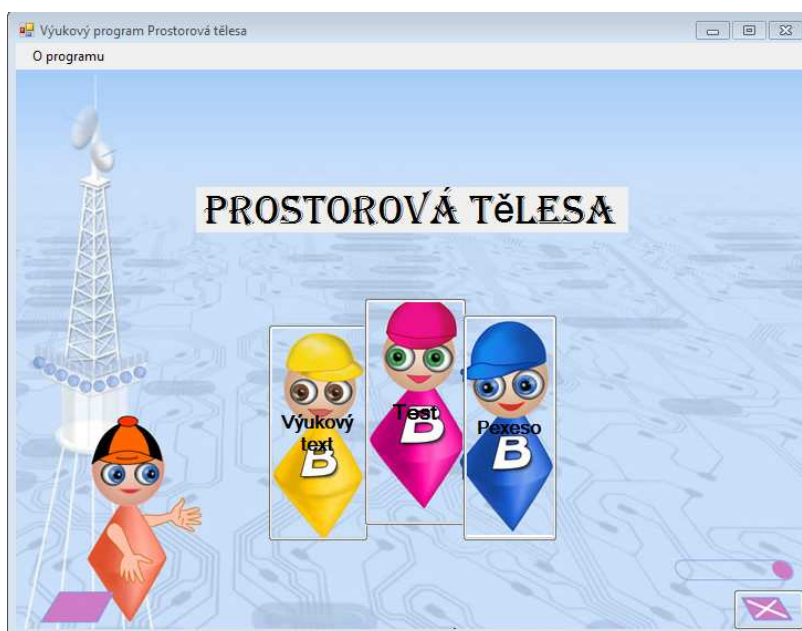 Výukový program Prostorová tělesa
O programu
PROSTOROVÁ TěLESA
Výukový
text
B
Test
B
Pexeso
B